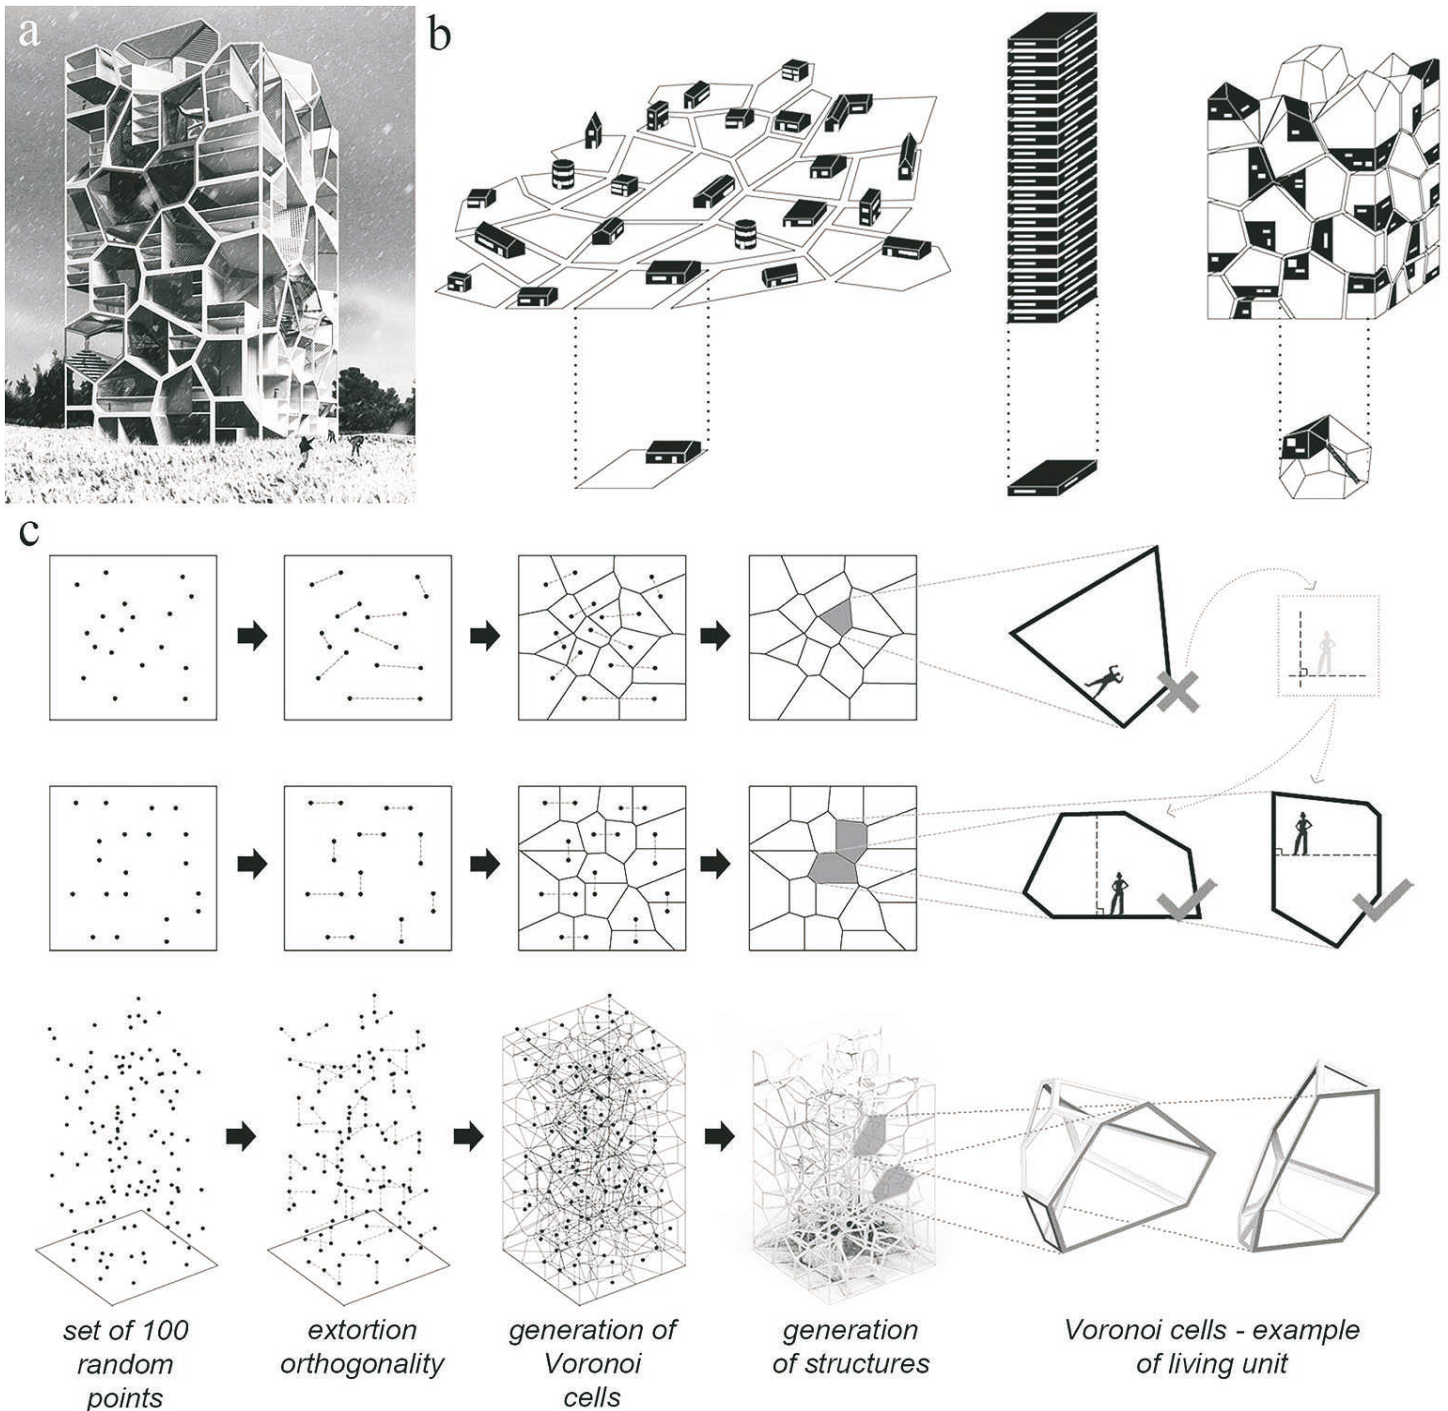 a
b
c
set of 100
random
points
extortion
orthogonality
generation of
Voronoi
cells
generation
of structures
Voronoi cells - example
of living unit